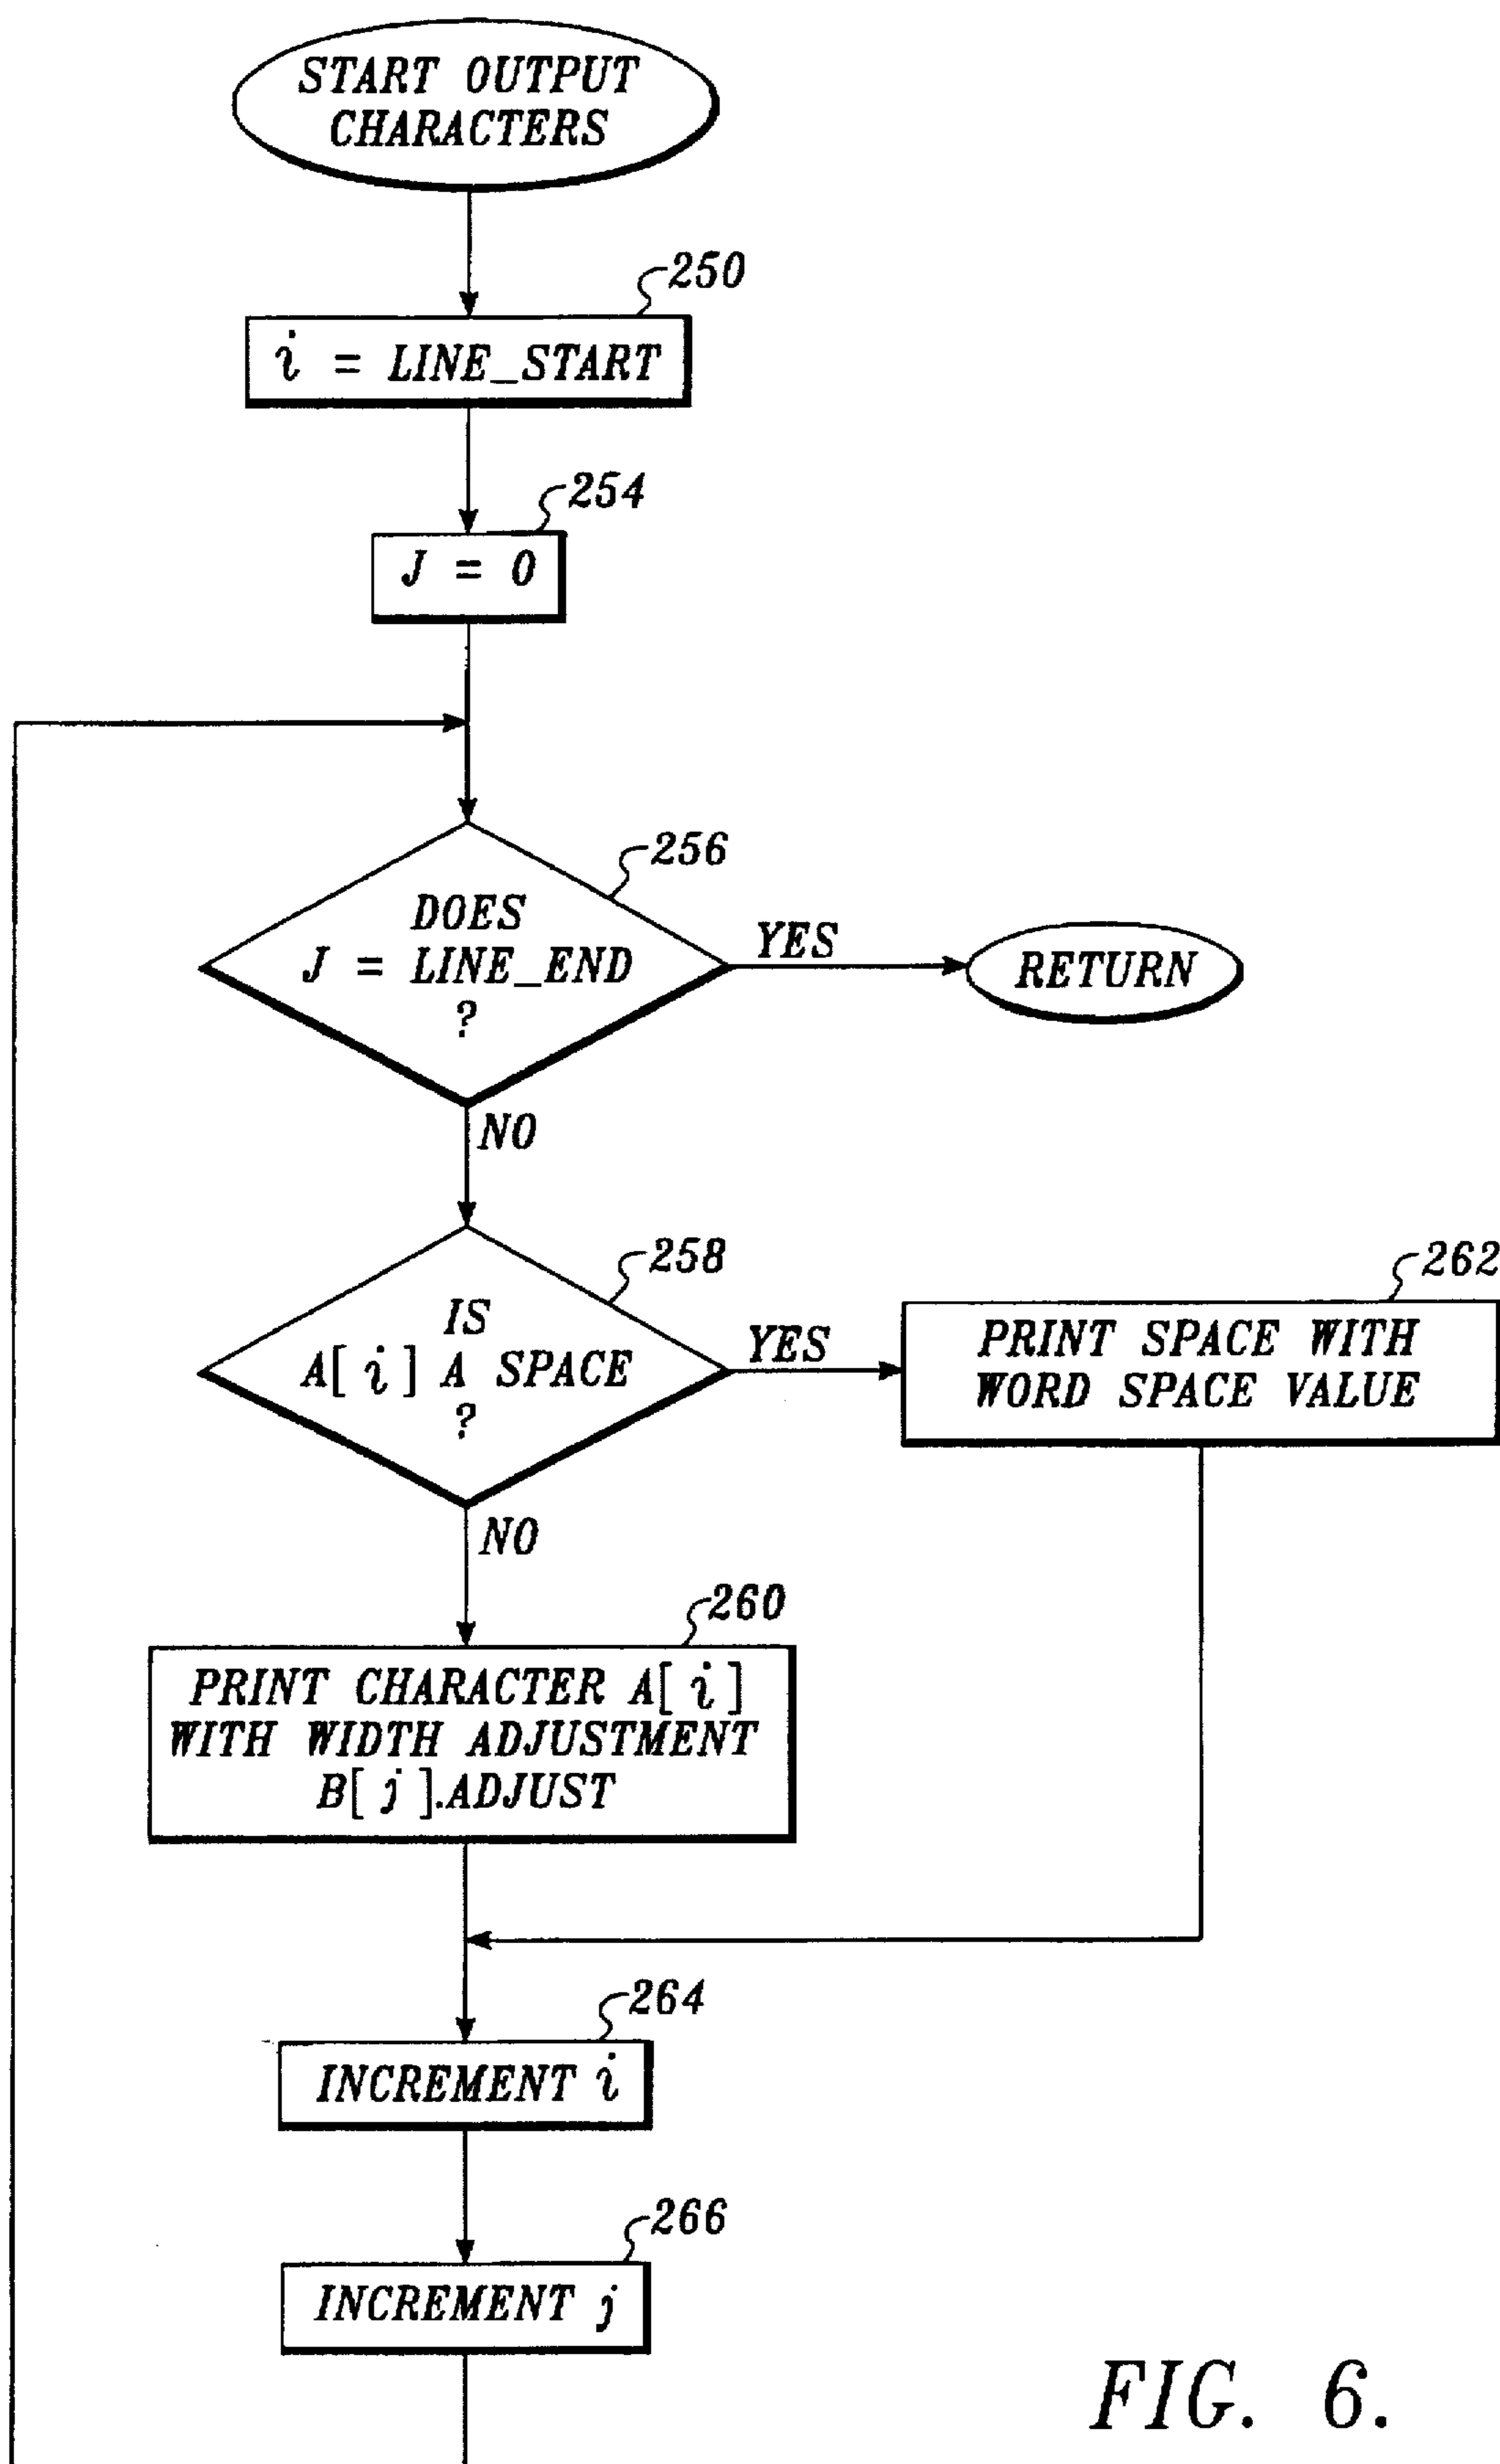 START OUTPUT
CHARACTERS
250
i = LINE_START
254
J = 0
256
DOES
J = LINE_END
?
YES
RETURN
NO
258
IS
A[ i ] A SPACE
?
YES
262
PRINT SPACE WITH
WORD SPACE VALUE
NO
260
PRINT CHARACTER A[ i ]
WITH WIDTH ADJUSTMENT
B[ j ].ADJUST
264
INCREMENT i
266
INCREMENT j
FIG. 6.